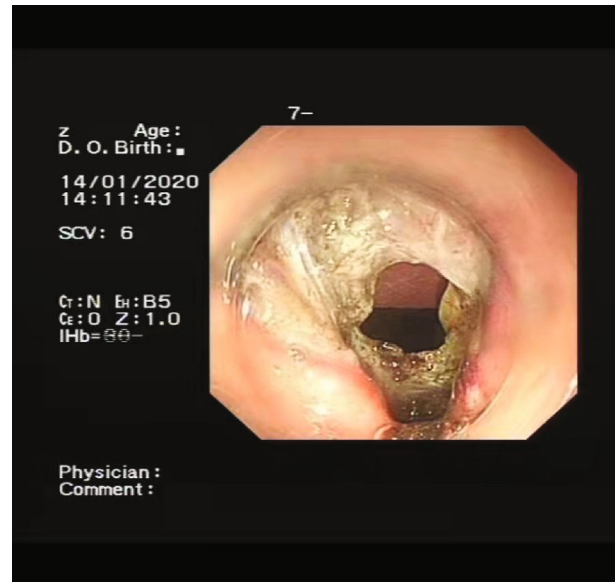 7-
z Age:
D.O.Birth:
14/01/2020
14:11:43
SCV: 6
CT:N EH:B5
CE:0 Z:1.0
IHb=
Physician:
Comment: